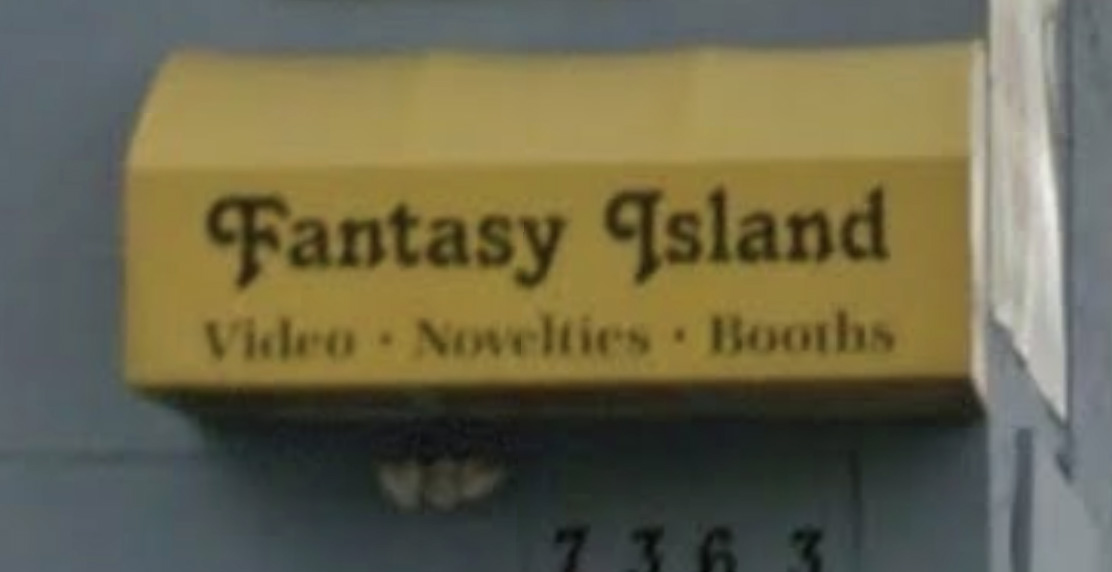 Fantasy Island
Video · Novelties · Booths
7363